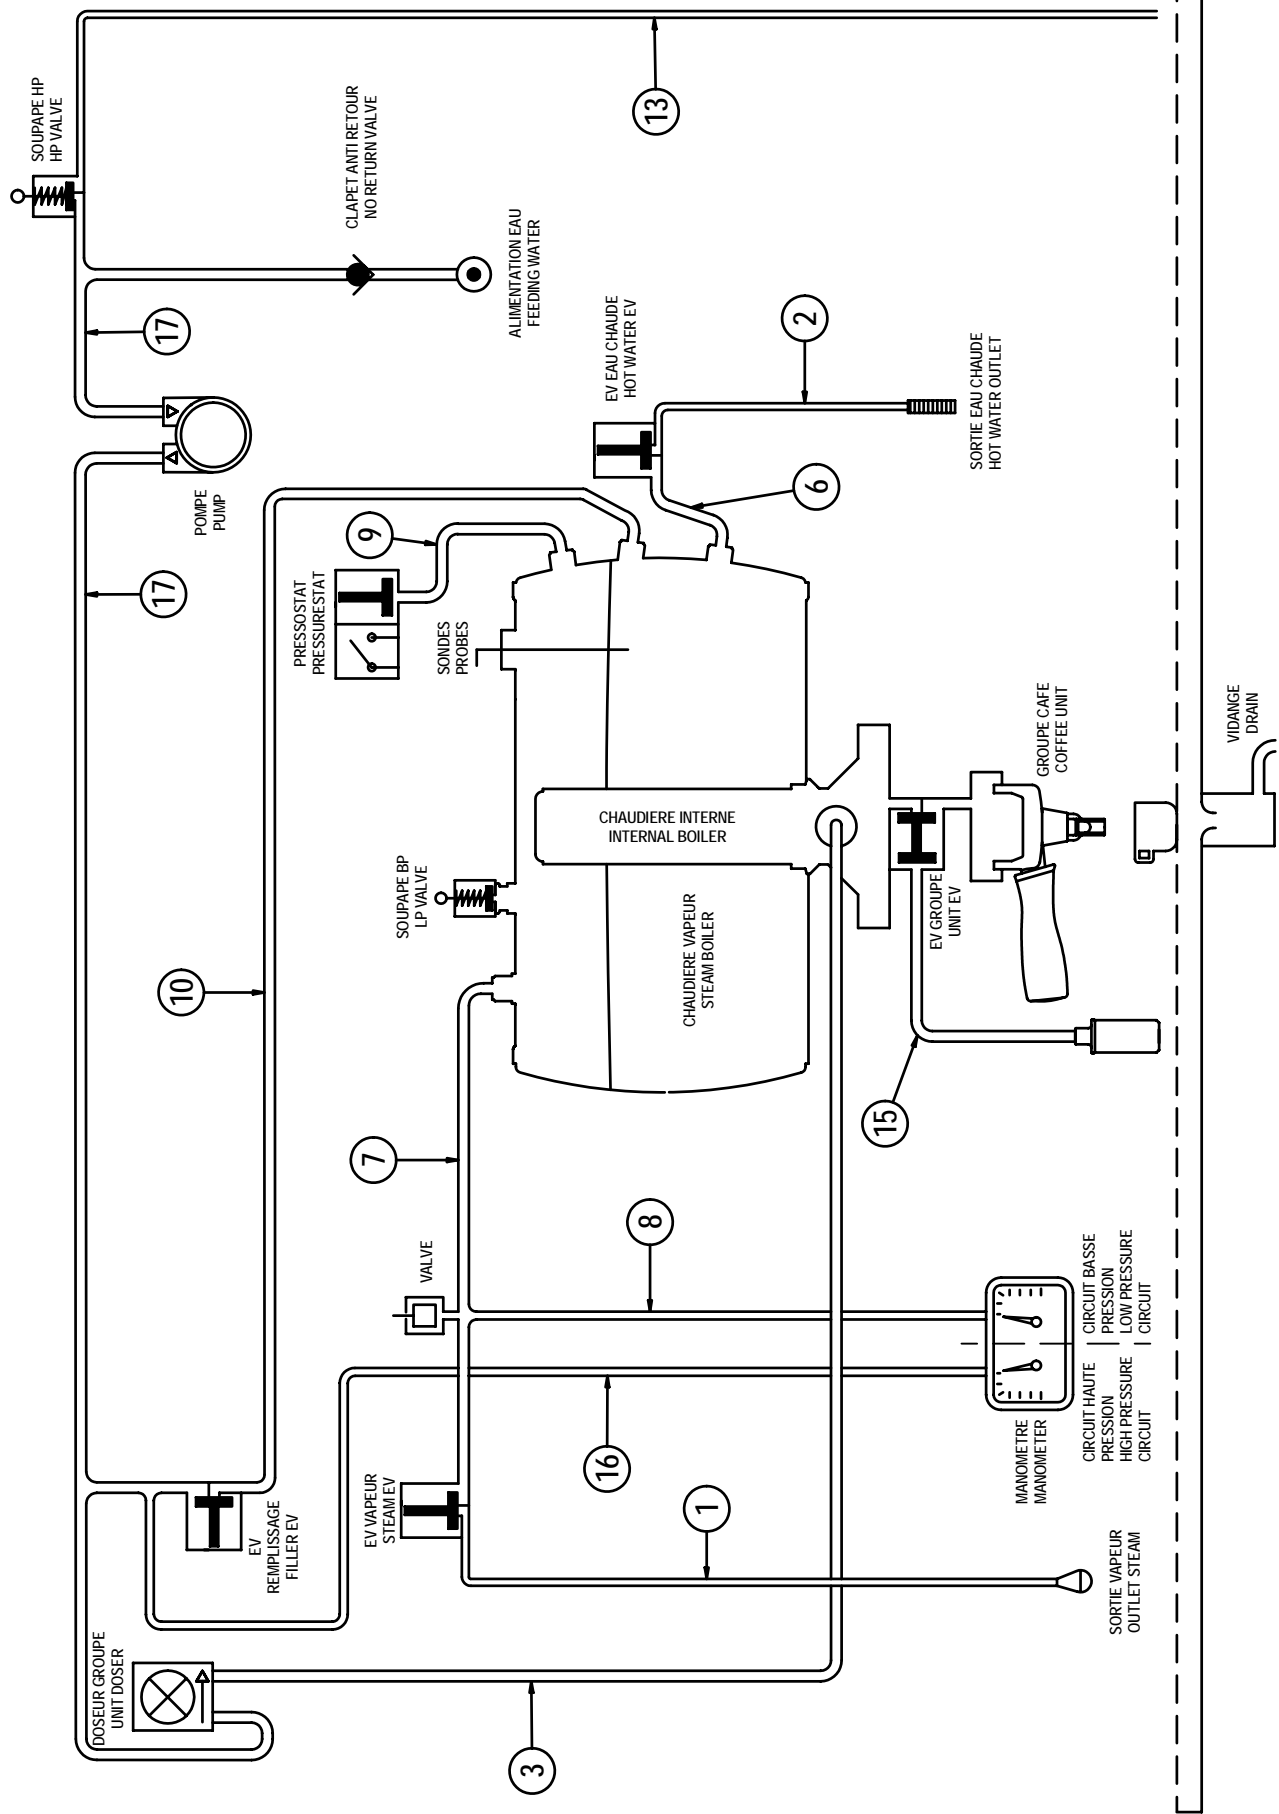 SOUPAPE HP
HP VALVE
13
CLAPET ANTI RETOUR
NO RETURN VALVE
ALIMENTATION EAU
FEEDING WATER
17
POMPE
PUMP
17
EV EAU CHAUDE
HOT WATER EV
2
SORTIE EAU CHAUDE
HOT WATER OUTLET
6
9
PRESSOSTAT
PRESSURESTAT
SONDES
PROBES
CHAUDIERE INTERNE
INTERNAL BOILER
GROUPE CAFE
COFFEE UNIT
VIDANGE
DRAIN
SOUPAPE BP
LP VALVE
CHAUDIERE VAPEUR
STEAM BOILER
EV GROUPE
UNIT EV
10
15
7
VALVE
8
CIRCUIT BASSE
PRESSION
LOW PRESSURE
CIRCUIT
CIRCUIT HAUTE
PRESSION
HIGH PRESSURE
CIRCUIT
MANOMETRE
MANOMETER
16
EV VAPEUR
STEAM EV
EV
REMPLISSAGE
FILLER EV
1
SORTIE VAPEUR
OUTLET STEAM
DOSEUR GROUPE
UNIT DOSER
3